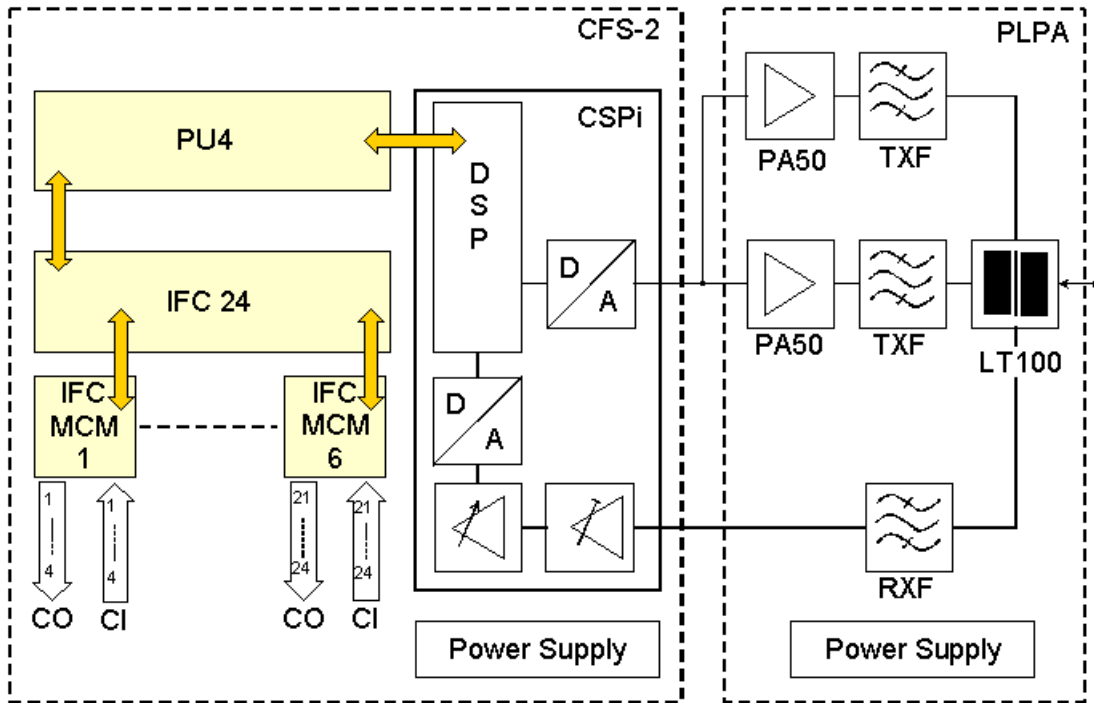 CFS-2
PLPA
CSPi
PU4
DSP
PA50
TXF
D
A
IFC 24
PA50
TXF
LT100
IFC
MCM
1
IFC
MCM
6
D
A
1
4
1
4
21
24
21
24
CO
CI
CO
CI
RXF
Power Supply
Power Supply